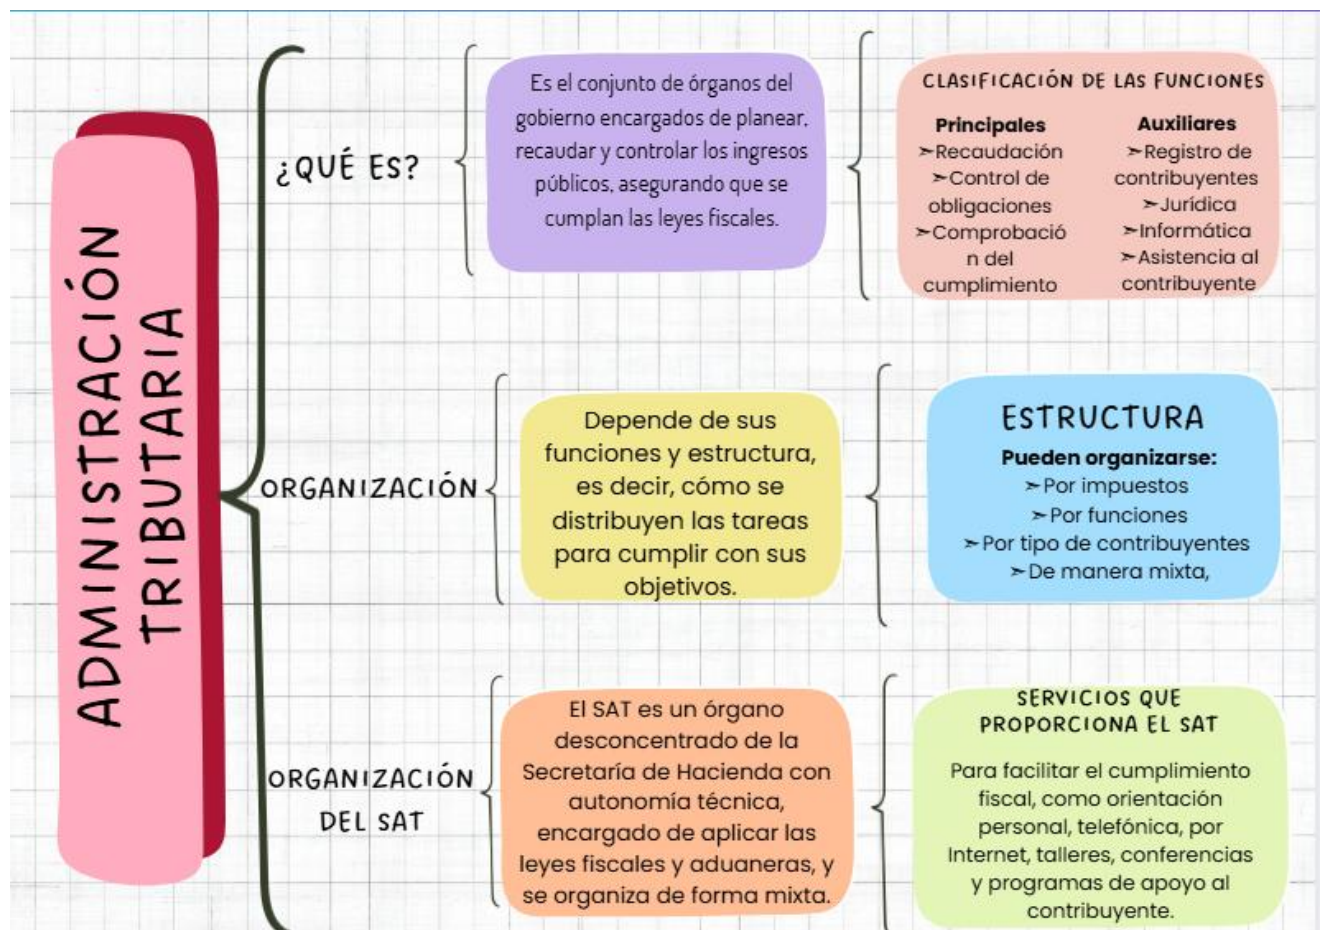 ADMINISTRACIÓN
TRIBUTARIA
¿QUÉ ES?
Es el conjunto de órganos del
gobierno encargados de planear,
recaudar y controlar los ingresos
públicos, asegurando que se
cumplan las leyes fiscales.
CLASIFICACIÓN DE LAS FUNCIONES
Principales
➣Recaudación
➣Control de
obligaciones
➣Comprobació
n del
cumplimiento
Auxiliares
➣Registro de
contribuyentes
➣Jurídica
➣Informática
➣Asistencia al
contribuyente
ORGANIZACIÓN
Depende de sus
funciones y estructura,
es decir, cómo se
distribuyen las tareas
para cumplir con sus
objetivos.
ESTRUCTURA
Pueden organizarse:
➣Por impuestos
➣Por funciones
➣Por tipo de contribuyentes
➣De manera mixta,
ORGANIZACIÓN
DEL SAT
El SAT es un órgano
desconcentrado de la
Secretaría de Hacienda con
autonomía técnica,
encargado de aplicar las
leyes fiscales y aduaneras, y
se organiza de forma mixta.
SERVICIOS QUE
PROPORCIONA EL SAT
Para facilitar el cumplimiento
fiscal, como orientación
personal, telefónica, por
Internet, talleres, conferencias
y programas de apoyo al
contribuyente.